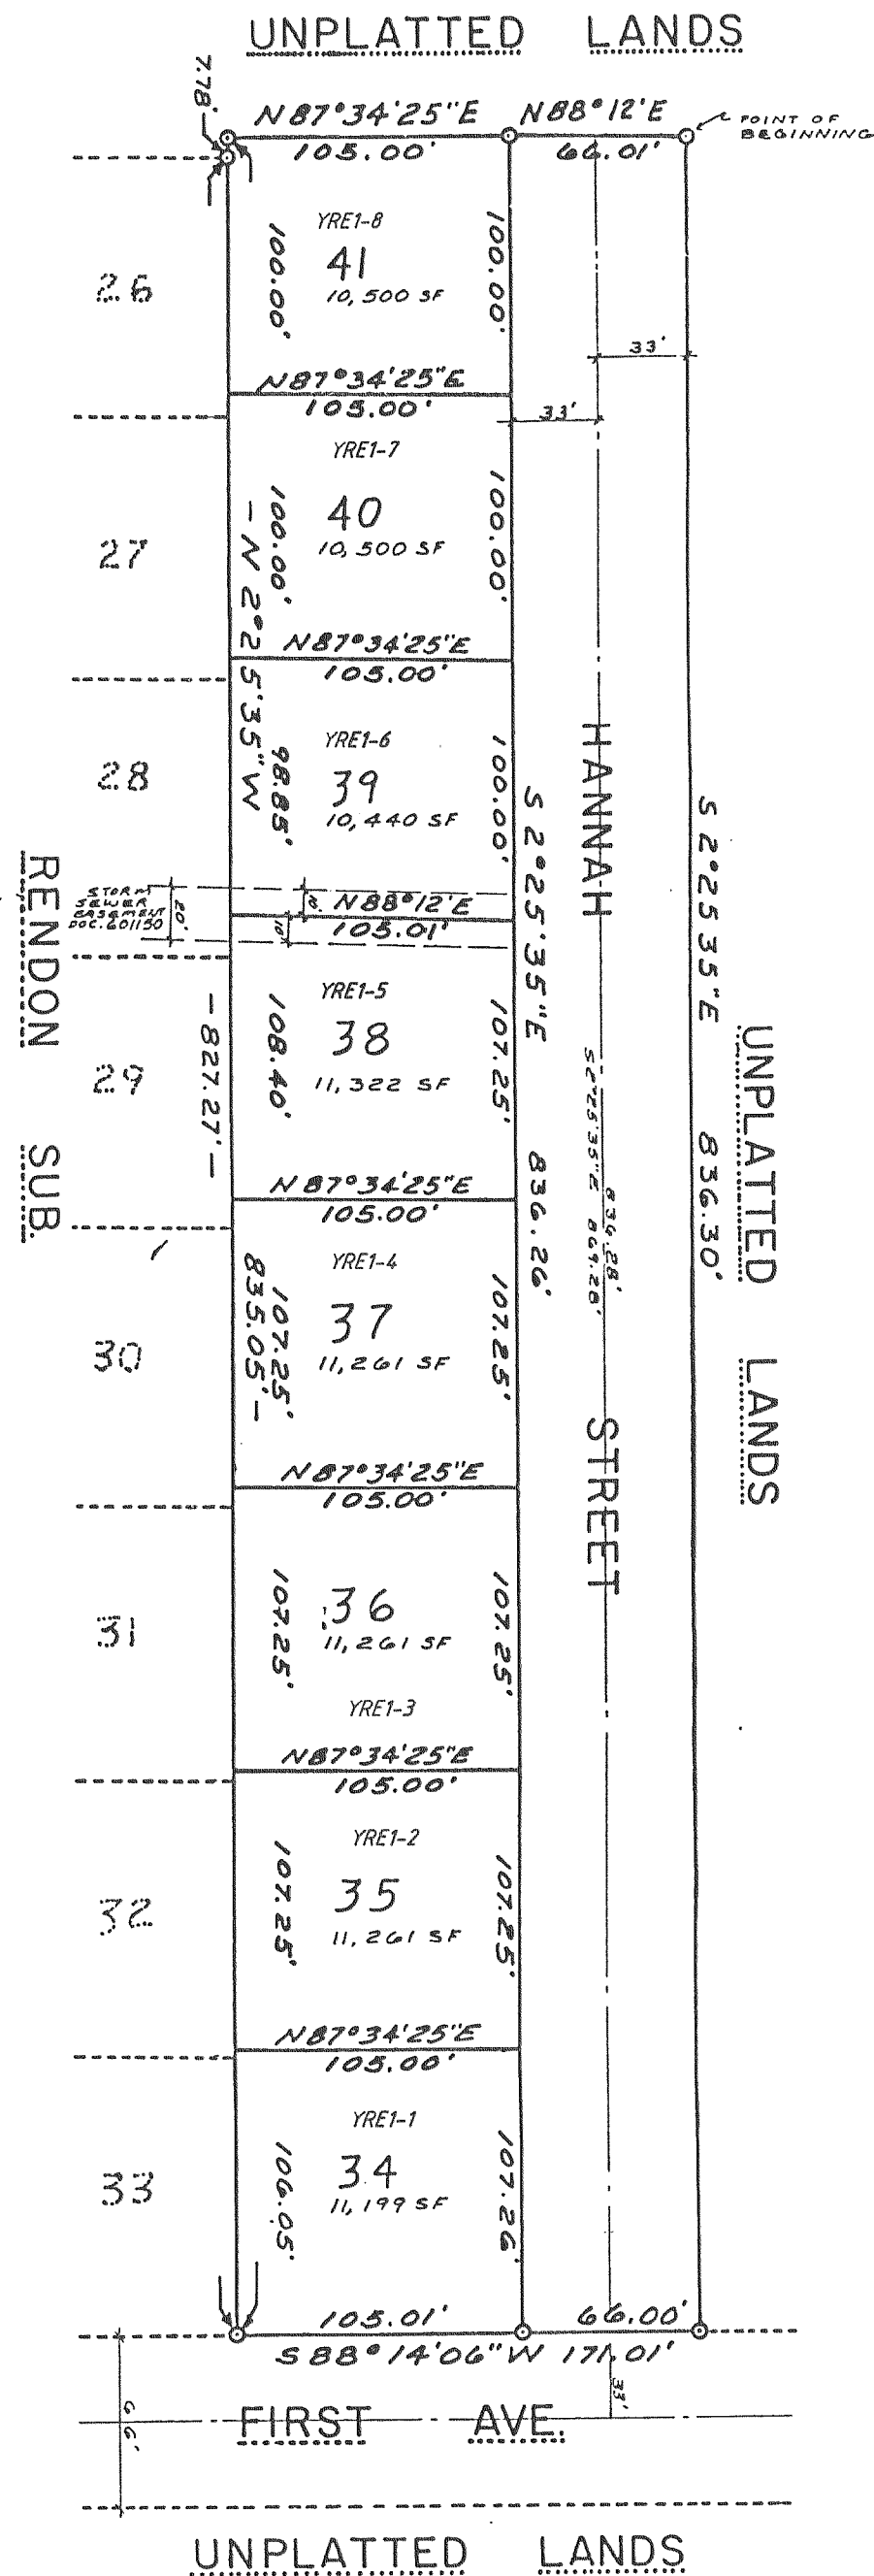 UNPLATTED LANDS
7.78'
N87°34'25"E
N88°12'E
POINT OF
BEGINNING
105.00'
66.01'
26
YRE1-8
41
10,500 SF
100.00'
100.00'
33'
N87°34'25"E
105.00'
33'
27
YRE1-7
40
10,500 SF
100.00'
100.00'
- N 2°25'35"W
N87°34'25"E
105.00'
28
YRE1-6
39
10,440 SF
98.85'
100.00'
HANNAH STREET
S 2°25'35"E 836.26'
S 2°25'35"E 836.30'
UNPLATTED LANDS
S2°25'35"E 869.28'
836.28'
RENDON SUB.
STORM
SEWER
EASEMENT
DOC. 601150
20'
10'
10'
N88°12'E
105.01'
29
-827.27'-
YRE1-5
38
11,322 SF
108.40'
107.25'
N87°34'25"E
105.00'
30
YRE1-4
37
11,261 SF
107.25'
835.05'-
107.25'
N87°34'25"E
105.00'
31
36
11,261 SF
107.25'
107.25'
YRE1-3
N87°34'25"E
105.00'
32
YRE1-2
35
11,261 SF
107.25'
107.25'
N87°34'25"E
105.00'
33
YRE1-1
34
11,199 SF
106.05'
107.26'
105.01'
66.00'
S88°14'06"W 171.01'
33'
66'
FIRST AVE.
UNPLATTED LANDS